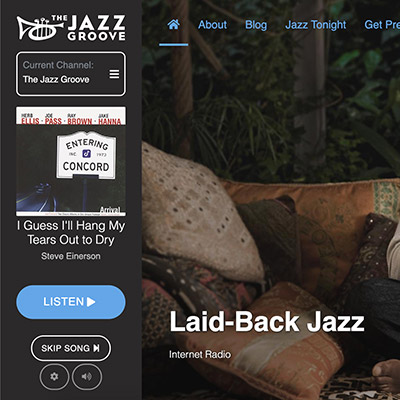 THE JAZZ
GROOVE
About Blog Jazz Tonight Get Pre
Current Channel:
The Jazz Groove
HERB JOE RAY JAKE
ELLIS · PASS · BROWN · HANNA
ENTERING
INC. 1972
CONCORD
Arrival
I Guess I'll Hang My
Tears Out to Dry
Steve Einerson
LISTEN
SKIP SONG
Laid-Back Jazz
Internet Radio